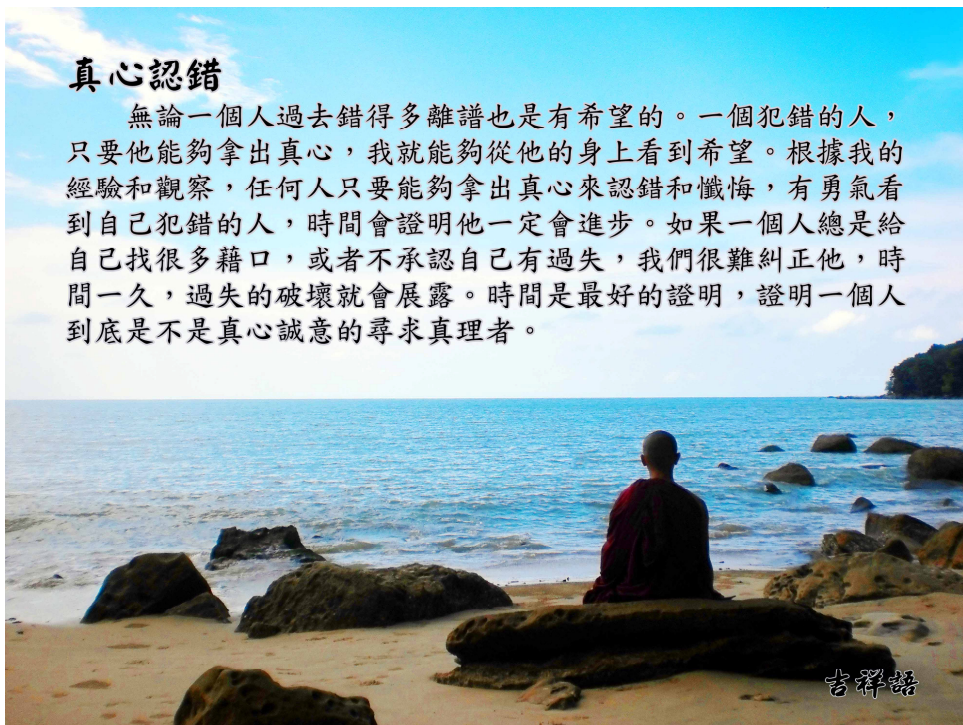 真心認錯
無論一個人過去錯得多離譜也是有希望的。一個犯錯的人，
只要他能夠拿出真心，我就能夠從他的身上看到希望。根據我的
經驗和觀察，任何人只要能夠拿出真心來認錯和懺悔，有勇氣看
到自己犯錯的人，時間會證明他一定會進步。如果一個人總是給
自己找很多藉口，或者不承認自己有過失，我們很難糾正他，時
間一久，過失的破壞就會展露。時間是最好的證明，證明一個人
到底是不是真心誠意的尋求真理者。
吉祥語